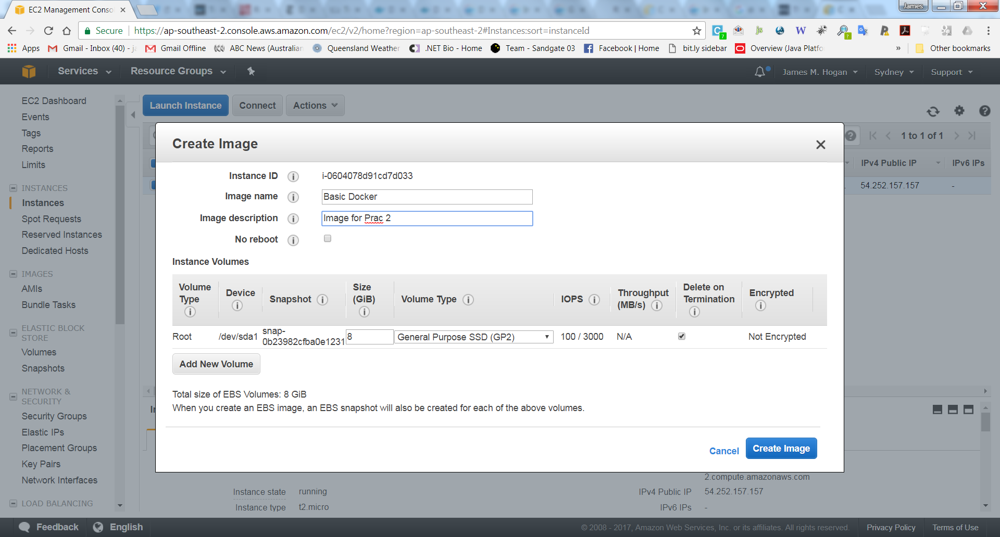 EC2 Management Conso
James
Secure
https://ap-southeast-2.console.aws.amazon.com/ec2/v2/home?region=ap-southeast-2#Instances:sort=instanceId
Apps
Gmail - Inbox (40) - ja
Gmail Offline
ABC News (Australian
Queensland Weather
.NET Bio - Home
Team - Sandgate 03
Facebook | Home
bit.ly sidebar
Overview (Java Platfo
»
Other bookmarks
Services
Resource Groups
James M. Hogan
Sydney
Support
EC2 Dashboard
Events
Tags
Reports
Limits
INSTANCES
Instances
Spot Requests
Reserved Instances
Dedicated Hosts
IMAGES
AMIs
Bundle Tasks
ELASTIC BLOCK
STORE
Volumes
Snapshots
NETWORK &
SECURITY
Security Groups
Elastic IPs
Placement Groups
Key Pairs
Network Interfaces
LOAD BALANCING
Launch Instance
Connect
Actions
1 to 1 of 1
IPv4 Public IP
IPv6 IPs
54.252.157.157
-
Create Image
Instance ID
i-0604078d91cd7d033
Image name
Basic Docker
Image description
Image for Prac 2
No reboot
Instance Volumes
Volume
Type
Device
Snapshot
Size
(GiB)
Volume Type
IOPS
Throughput
(MB/s)
Delete on
Termination
Encrypted
Root
/dev/sda1
snap-
0b23982cfba0e1231
8
General Purpose SSD (GP2)
100 / 3000
N/A
Not Encrypted
Add New Volume
Total size of EBS Volumes: 8 GiB
When you create an EBS image, an EBS snapshot will also be created for each of the above volumes.
Cancel
Create Image
2.compute.amazonaws.com
Instance state
running
IPv4 Public IP
54.252.157.157
Instance type
t2.micro
IPv6 IPs
-
Feedback
English
© 2008 - 2017, Amazon Web Services, Inc. or its affiliates. All rights reserved.
Privacy Policy
Terms of Use